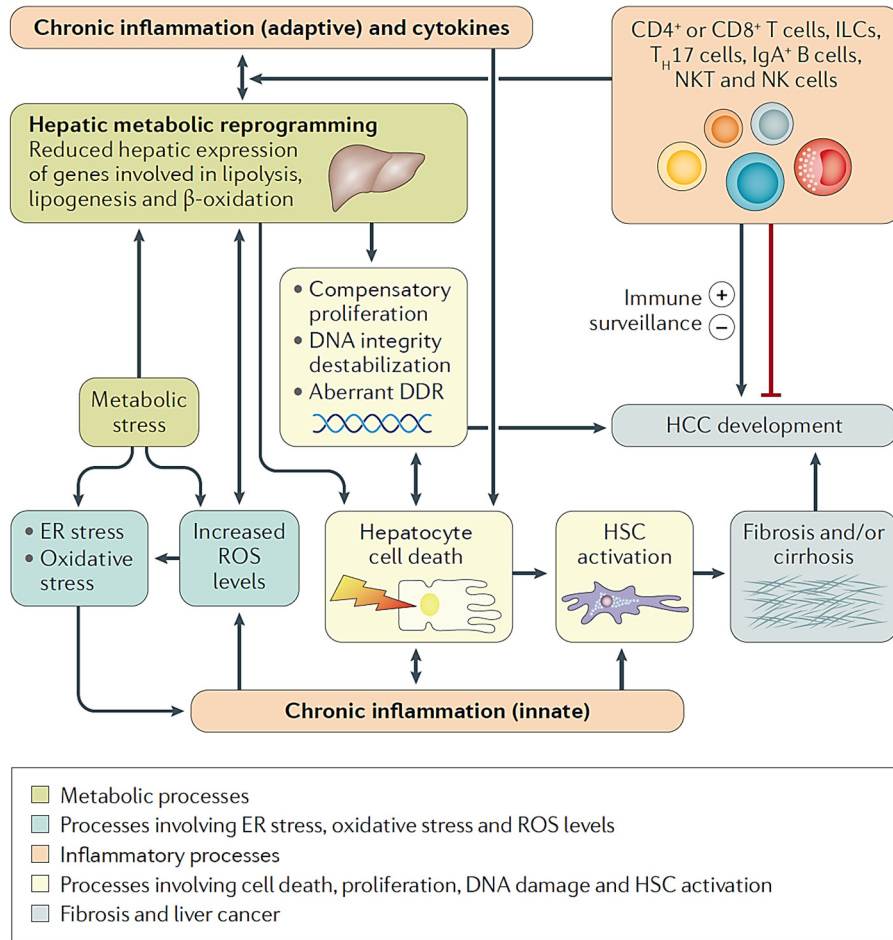 Chronic inflammation (adaptive) and cytokines
CD4⁺ or CD8⁺ T cells, ILCs,
T_H17 cells, IgA⁺ B cells,
NKT and NK cells
Hepatic metabolic reprogramming
Reduced hepatic expression
of genes involved in lipolysis,
lipogenesis and β-oxidation
• Compensatory
proliferation
• DNA integrity
destabilization
• Aberrant DDR
Immune
surveillance
+
−
Metabolic
stress
HCC development
• ER stress
• Oxidative
stress
Increased
ROS
levels
Hepatocyte
cell death
HSC
activation
Fibrosis and/or
cirrhosis
Chronic inflammation (innate)
Metabolic processes
Processes involving ER stress, oxidative stress and ROS levels
Inflammatory processes
Processes involving cell death, proliferation, DNA damage and HSC activation
Fibrosis and liver cancer